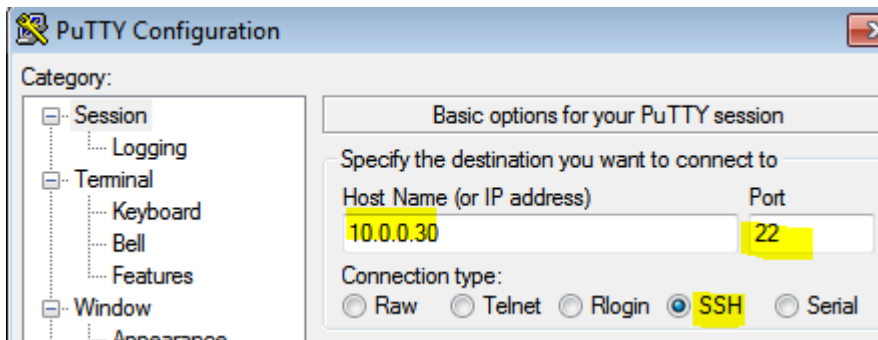 PuTTY Configuration
Category:
Session
Logging
Terminal
Keyboard
Bell
Features
Window
Appearance
Basic options for your PuTTY session
Specify the destination you want to connect to
Host Name (or IP address) Port
10.0.0.30 22
Connection type:
Raw Telnet Rlogin SSH Serial